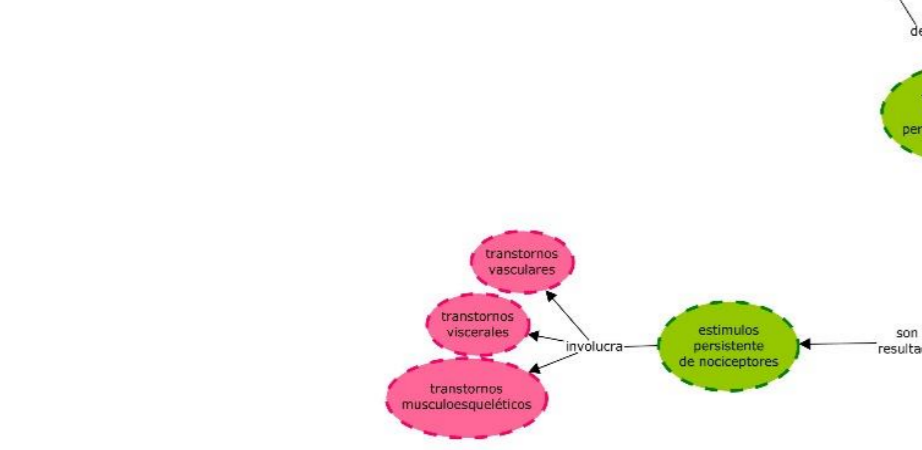 transtornos
vasculares
transtornos
viscerales
transtornos
musculoesqueléticos
involucra
estimulos
persistente
de nociceptores
son